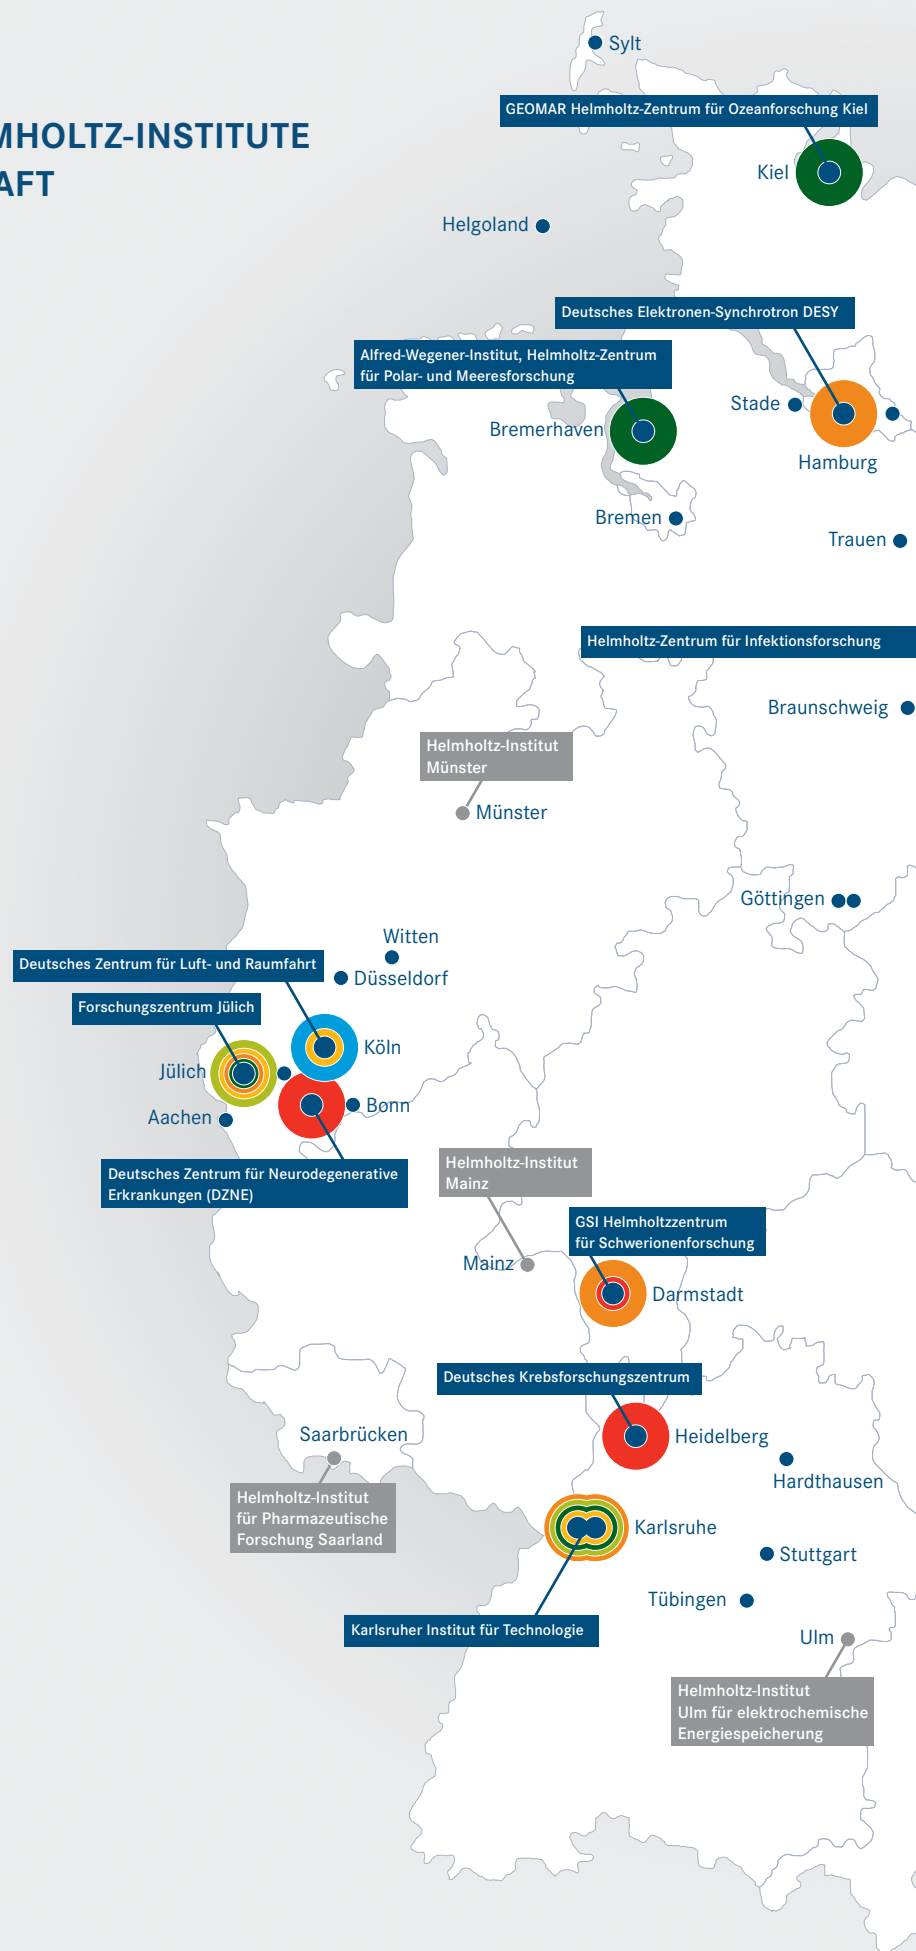 MHOLTZ-INSTITUTE
AFT
Sylt
GEOMAR Helmholtz-Zentrum für Ozeanforschung Kiel
Kiel
Helgoland
Deutsches Elektronen-Synchrotron DESY
Alfred-Wegener-Institut, Helmholtz-Zentrum
für Polar- und Meeresforschung
Stade
Bremerhaven
Hamburg
Bremen
Trauen
Helmholtz-Zentrum für Infektionsforschung
Braunschweig
Helmholtz-Institut
Münster
Münster
Göttingen
Witten
Deutsches Zentrum für Luft- und Raumfahrt
Düsseldorf
Forschungszentrum Jülich
Köln
Jülich
Bonn
Aachen
Deutsches Zentrum für Neurodegenerative
Erkrankungen (DZNE)
Helmholtz-Institut
Mainz
GSI Helmholtzzentrum
für Schwerionenforschung
Mainz
Darmstadt
Deutsches Krebsforschungszentrum
Saarbrücken
Heidelberg
Hardthausen
Helmholtz-Institut
für Pharmazeutische
Forschung Saarland
Karlsruhe
Stuttgart
Tübingen
Karlsruher Institut für Technologie
Ulm
Helmholtz-Institut
Ulm für elektrochemische
Energiespeicherung